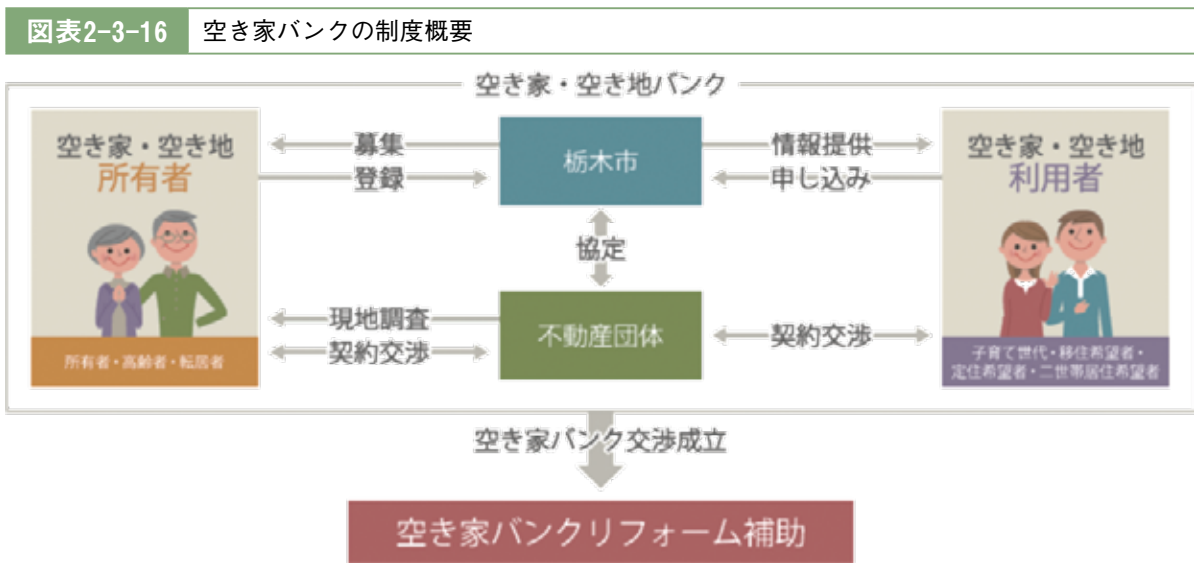 図表2-3-16 空き家バンクの制度概要
空き家・空き地バンク
空き家・空き地
所有者
所有者・高齢者・転居者
募集
登録
栃木市
情報提供
申し込み
空き家・空き地
利用者
子育て世代・移住希望者・
定住希望者・二世帯居住希望者
協定
現地調査
契約交渉
不動産団体
契約交渉
空き家バンク交渉成立
空き家バンクリフォーム補助